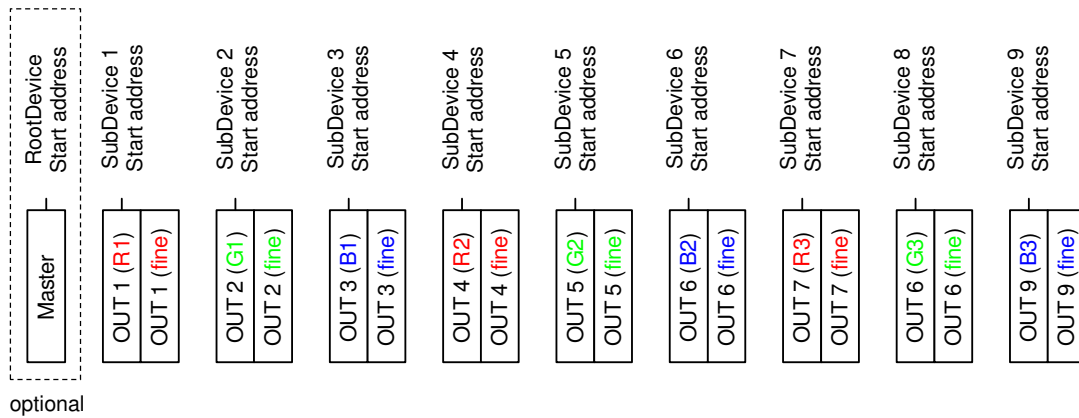 RootDevice
Start address
Master
optional
SubDevice 1
Start address
OUT 1 (R1)
OUT 1 (fine)
SubDevice 2
Start address
OUT 2 (G1)
OUT 2 (fine)
SubDevice 3
Start address
OUT 3 (B1)
OUT 3 (fine)
SubDevice 4
Start address
OUT 4 (R2)
OUT 4 (fine)
SubDevice 5
Start address
OUT 5 (G2)
OUT 5 (fine)
SubDevice 6
Start address
OUT 6 (B2)
OUT 6 (fine)
SubDevice 7
Start address
OUT 7 (R3)
OUT 7 (fine)
SubDevice 8
Start address
OUT 6 (G3)
OUT 6 (fine)
SubDevice 9
Start address
OUT 9 (B3)
OUT 9 (fine)